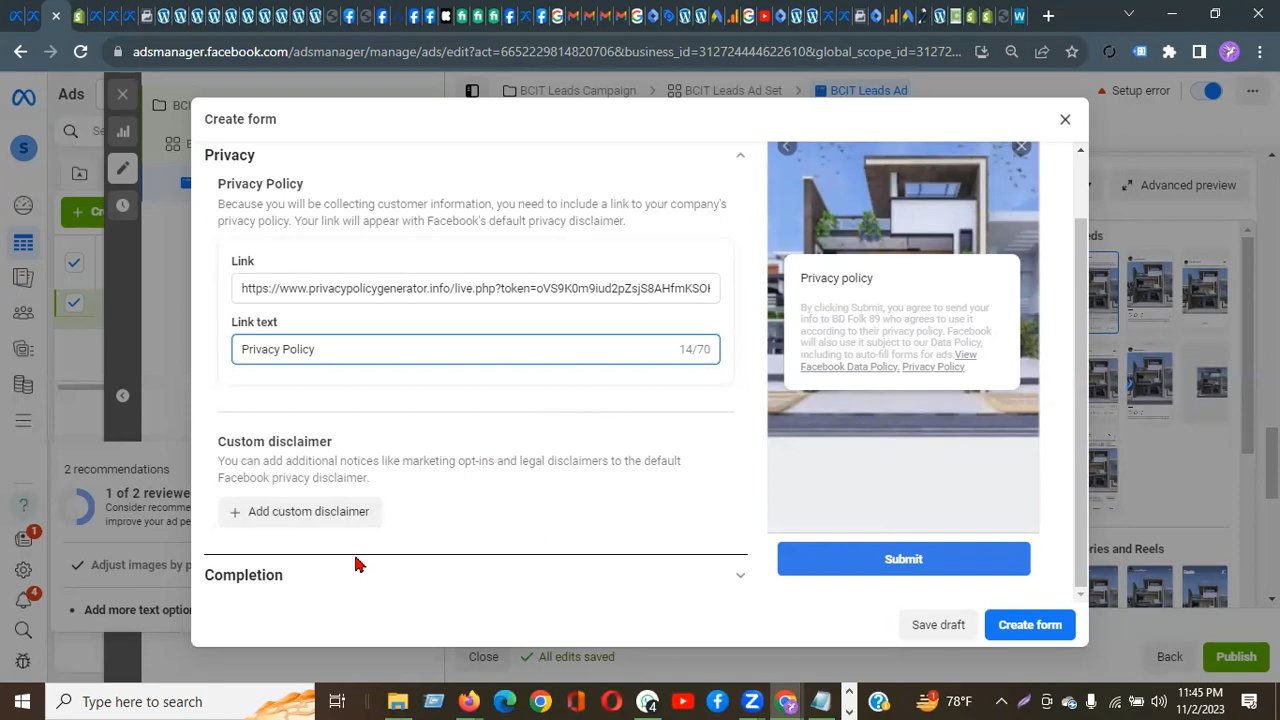 adsmanager.facebook.com/adsmanager/manage/ads/edit?act=6652229814820706&business_id=3127244446622610&global_scope_id=31272...
Ads
BCIT Leads Campaign
BCIT Leads Ad Set
BCIT Leads Ad
Setup error
Create form
Advanced preview
Privacy
Privacy Policy
Because you will be collecting customer information, you need to include a link to your company's
privacy policy. Your link will appear with Facebook's default privacy disclaimer.
Link
https://www.privacypolicygenerator.info/live.php?token=oVS9K0m9iud2pZsjS8AHfmKSOk
Link text
Privacy Policy
14/70
Custom disclaimer
You can add additional notices like marketing opt-ins and legal disclaimers to the default
Facebook privacy disclaimer.
+ Add custom disclaimer
Completion
Privacy policy
By clicking Submit, you agree to send your
info to BD Folk 89 who agrees to use it
according to their privacy policy. Facebook
will also use it subject to our Data Policy,
including to auto-fill forms for ads.View
Facebook Data Policy. Privacy Policy
Submit
Save draft
Create form
2 recommendations
1 of 2 reviewe
Consider recomm
improve your ad pe
Adjust images by p
Add more text optio
1
4
S
eds
ries and Reels
Close
All edits saved
Back
Publish
Type here to search
4
1
78°F
11:45 PM
11/2/2023